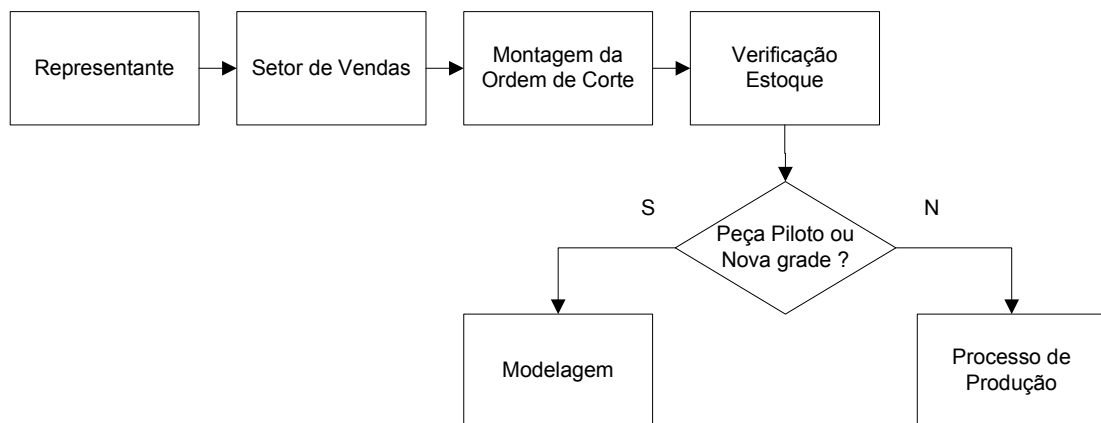 Representante
Setor de Vendas
Montagem da
Ordem de Corte
Verificação
Estoque
S
N
Peça Piloto ou
Nova grade ?
Modelagem
Processo de
Produção